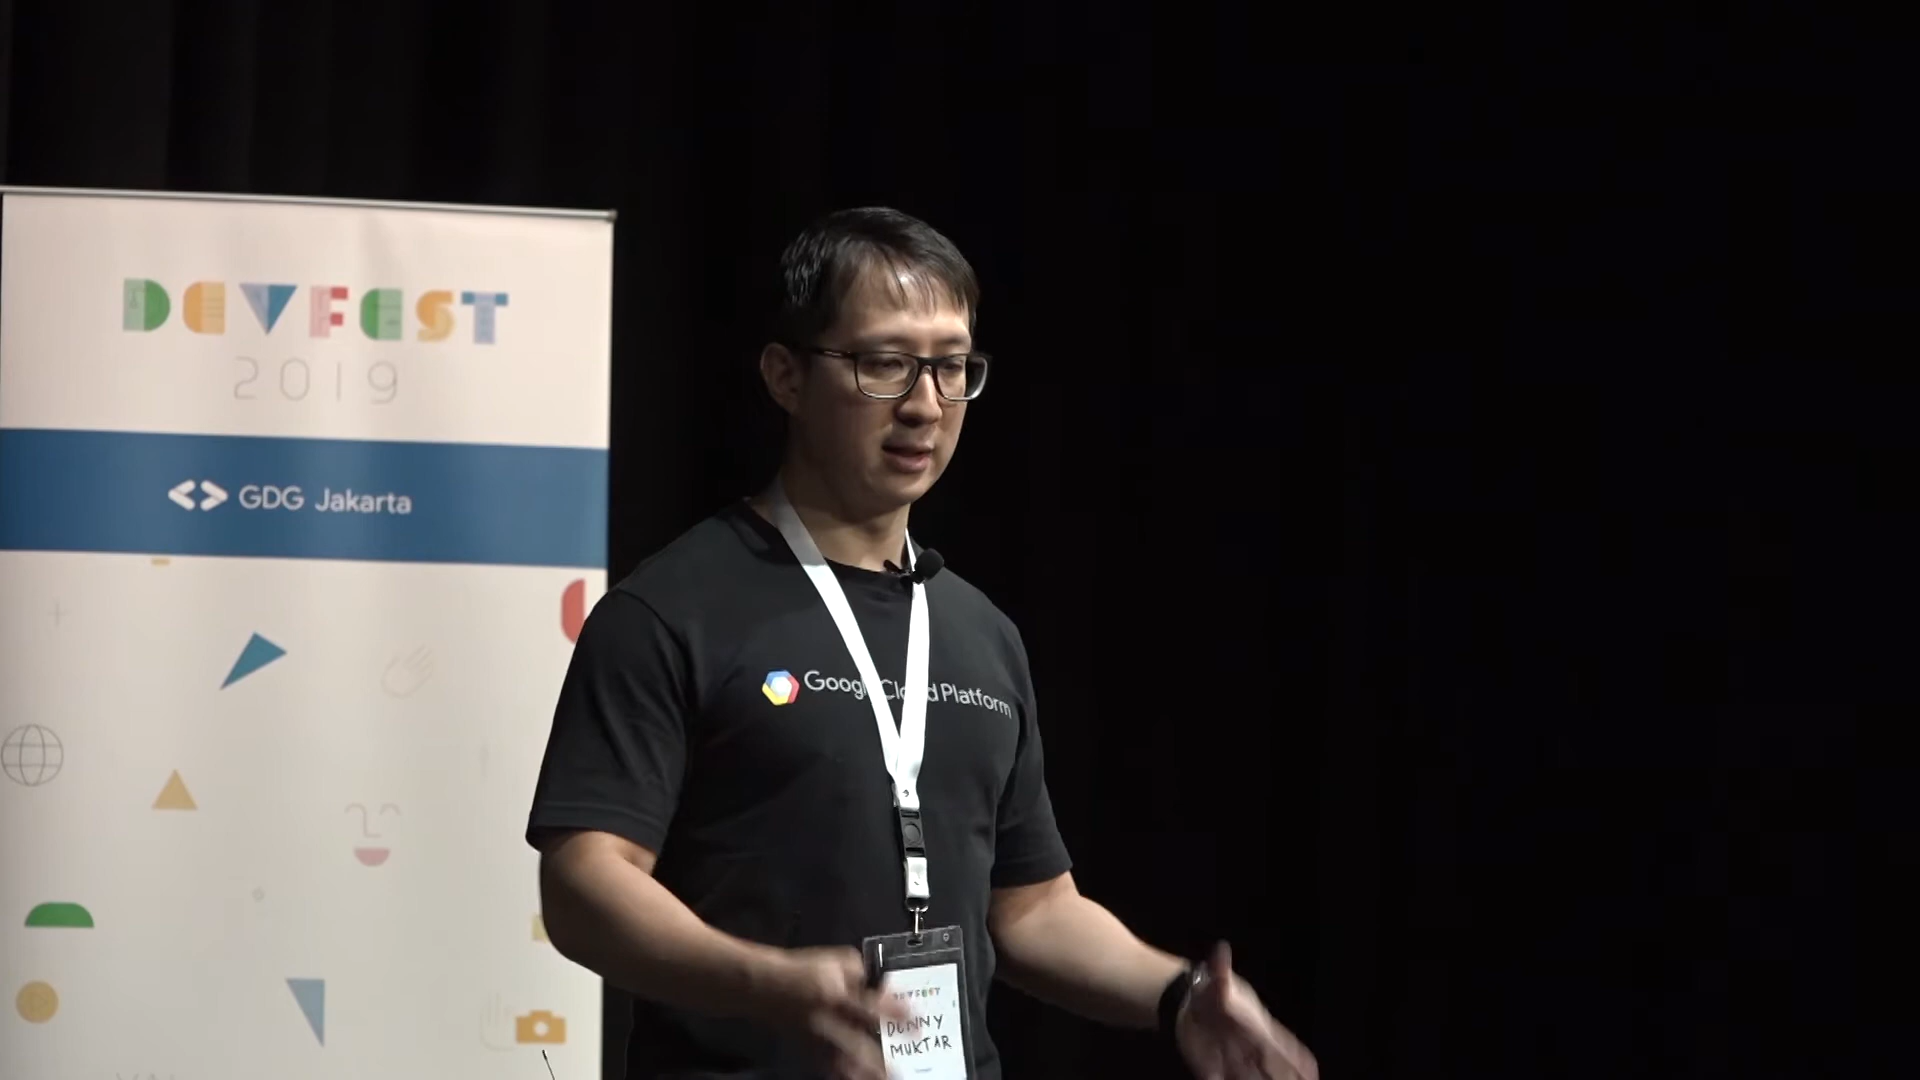 DEVFEST
2019
<> GDG Jakarta
Google Cloud Platform
DEVFEST
DONNY
MUKTAR